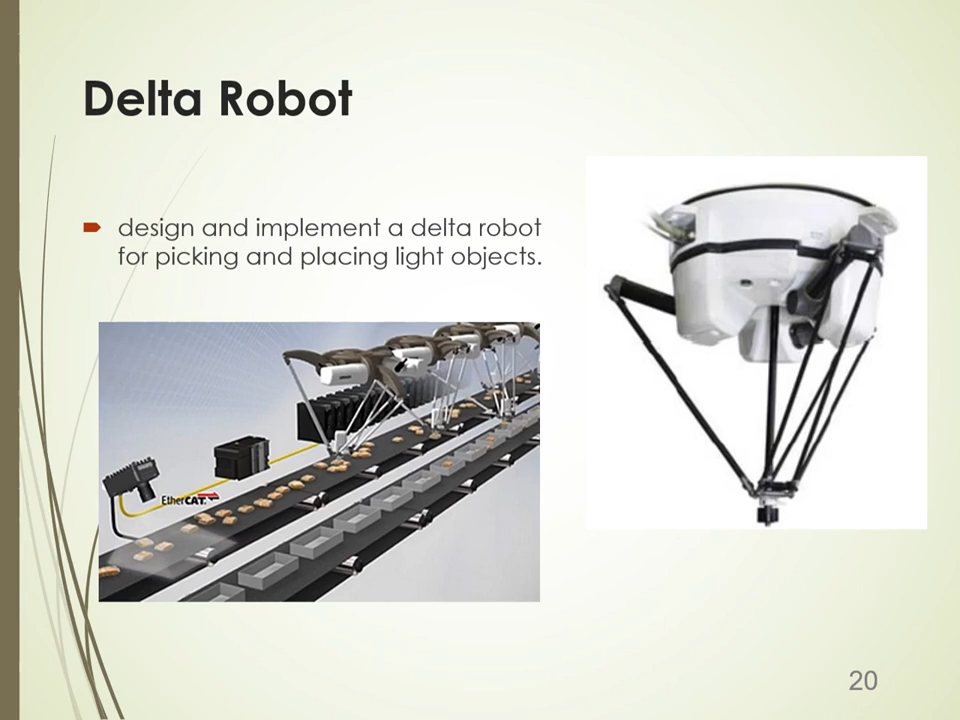 Delta Robot
design and implement a delta robot
for picking and placing light objects.
EtherCAT
20